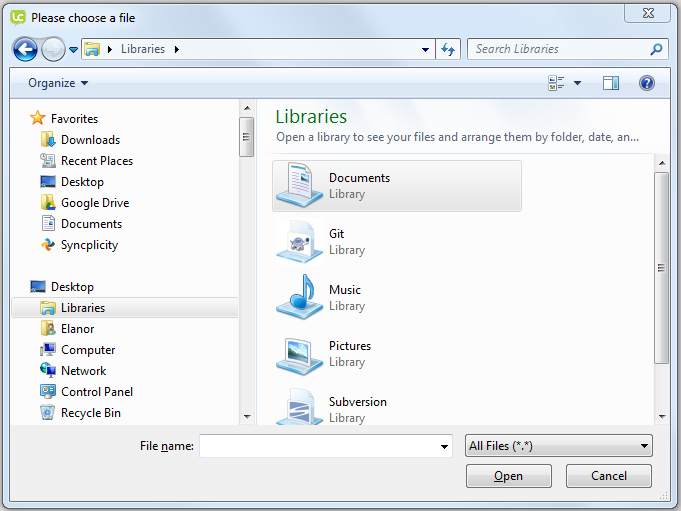 LC Please choose a file
Libraries
Search Libraries
Organize
Favorites
Downloads
Recent Places
Desktop
Google Drive
Documents
Syncplicity
Desktop
Libraries
Elanor
Computer
Network
Control Panel
Recycle Bin
Libraries
Open a library to see your files and arrange them by folder, date, an...
Documents
Library
Git
Library
Music
Library
Pictures
Library
Subversion
Library
File name:
All Files (*.*)
Open
Cancel